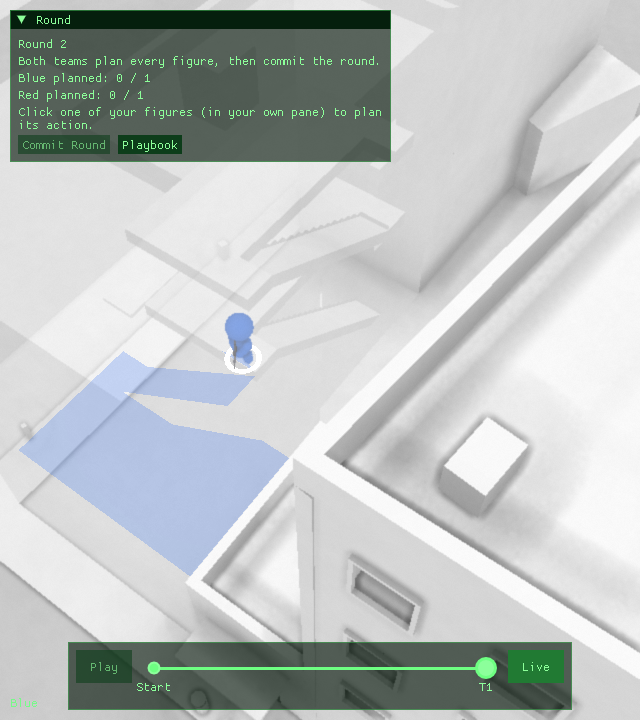 Round
Round 2
Both teams plan every figure, then commit the round.
Blue planned: 0 / 1
Red planned: 0 / 1
Click one of your figures (in your own pane) to plan
its action.
Commit Round Playbook
Play Live
Start T1